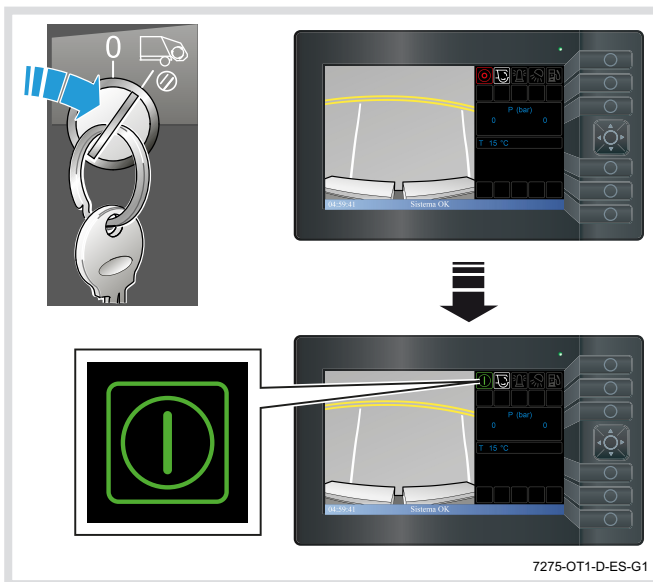 0
P (bar)
0 0
T 15 °C
04:59:41 Sistema OK
P (bar)
0 0
T 15 °C
04:59:41 Sistema OK
7275-OT1-D-ES-G1